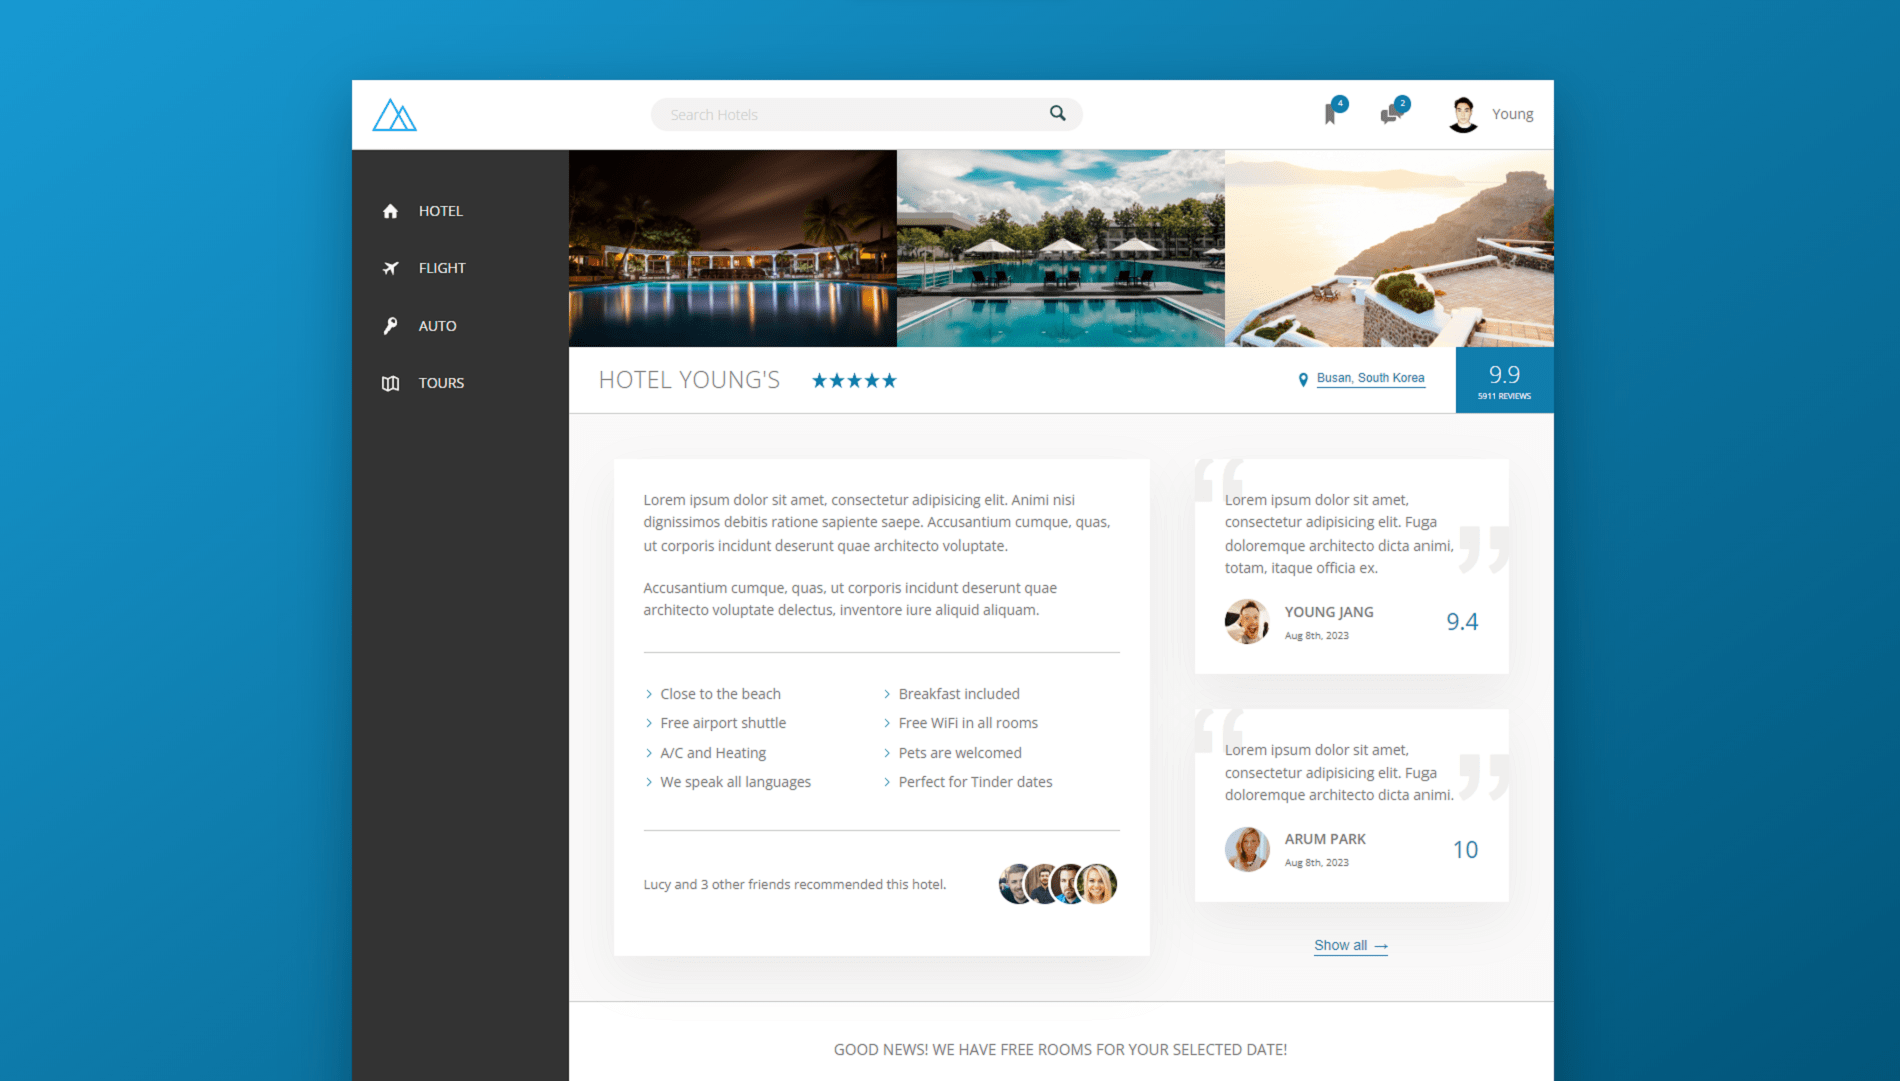 Search Hotels
4
2
Young
HOTEL
FLIGHT
AUTO
TOURS
HOTEL YOUNG'S
Busan, South Korea
9.9
5911 REVIEWS
Lorem ipsum dolor sit amet, consectetur adipisicing elit. Animi nisi
dignissimos debitis ratione sapiente saepe. Accusantium cumque, quas,
ut corporis incidunt deserunt quae architecto voluptate.
Accusantium cumque, quas, ut corporis incidunt deserunt quae
architecto voluptate delectus, inventore iure aliquid aliquam.
Close to the beach
Breakfast included
Free airport shuttle
Free WiFi in all rooms
A/C and Heating
Pets are welcomed
We speak all languages
Perfect for Tinder dates
Lucy and 3 other friends recommended this hotel.
“
Lorem ipsum dolor sit amet,
consectetur adipisicing elit. Fuga
doloremque architecto dicta animi,
totam, itaque officia ex.
”
YOUNG JANG
Aug 8th, 2023
9.4
“
Lorem ipsum dolor sit amet,
consectetur adipisicing elit. Fuga
doloremque architecto dicta animi.
”
ARUM PARK
Aug 8th, 2023
10
Show all →
GOOD NEWS! WE HAVE FREE ROOMS FOR YOUR SELECTED DATE!